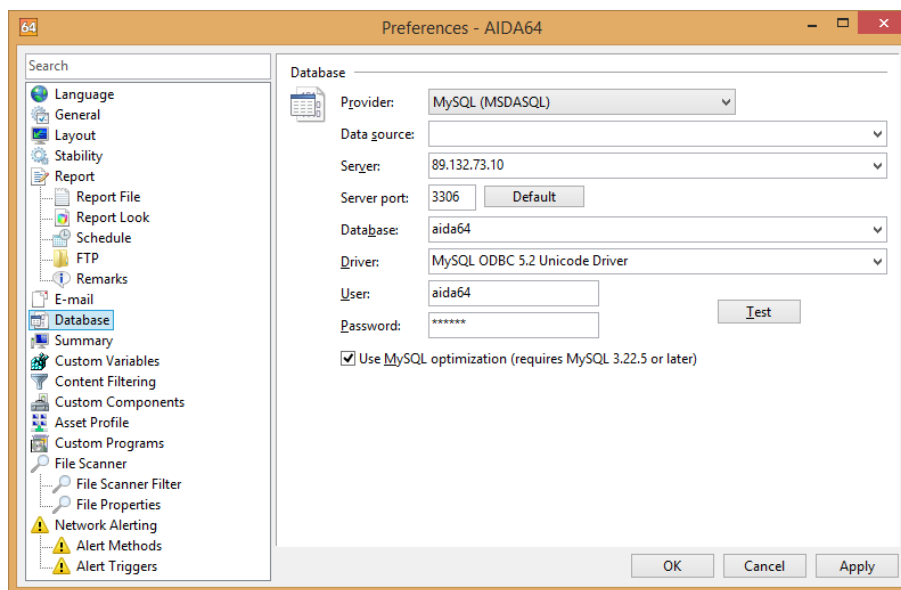 64 Preferences - AIDA64
Search
Language
General
Layout
Stability
Report
Report File
Report Look
Schedule
FTP
Remarks
E-mail
Database
Summary
Custom Variables
Content Filtering
Custom Components
Asset Profile
Custom Programs
File Scanner
File Scanner Filter
File Properties
Network Alerting
Alert Methods
Alert Triggers
Database
Provider: MySQL (MSDASQL)
Data source:
Server: 89.132.73.10
Server port: 3306 Default
Database: aida64
Driver: MySQL ODBC 5.2 Unicode Driver
User: aida64
Password: ******
Test
Use MySQL optimization (requires MySQL 3.22.5 or later)
OK Cancel Apply